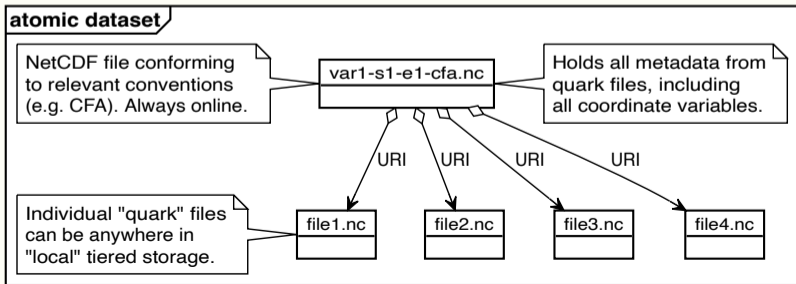 atomic dataset
NetCDF file conforming
to relevant conventions
(e.g. CFA). Always online.
var1-s1-e1-cfa.nc
Holds all metadata from
quark files, including
all coordinate variables.
URI
URI
URI
URI
Individual "quark" files
can be anywhere in
"local" tiered storage.
file1.nc
file2.nc
file3.nc
file4.nc